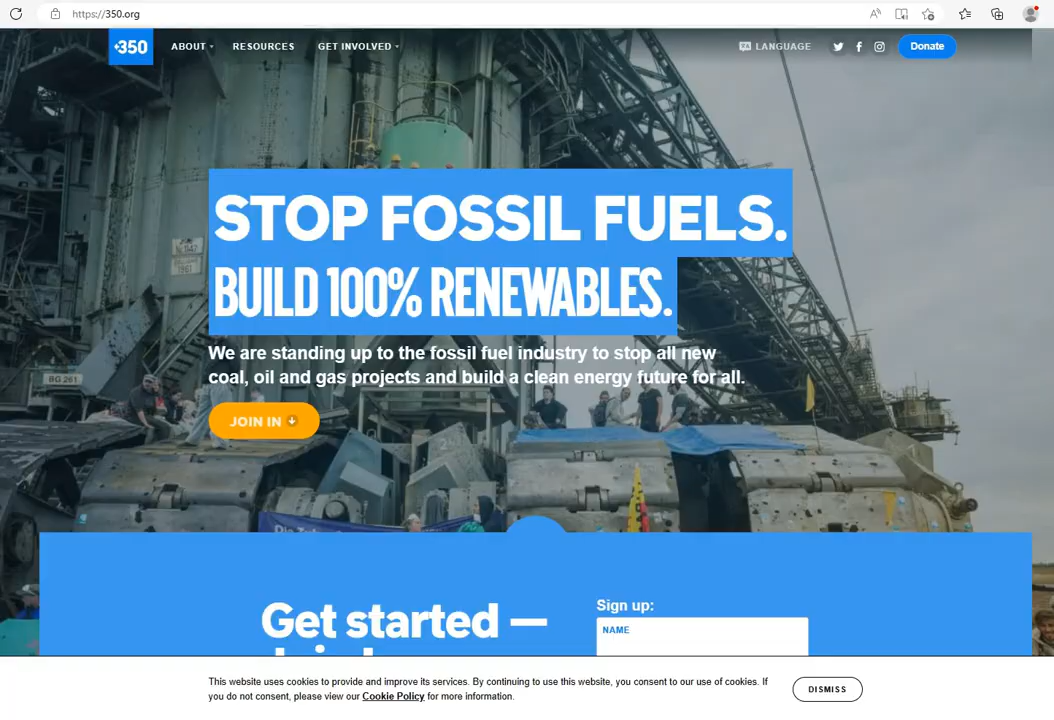 https://350.org
350
ABOUT
RESOURCES
GET INVOLVED
LANGUAGE
Donate
STOP FOSSIL FUELS.
BUILD 100% RENEWABLES.
We are standing up to the fossil fuel industry to stop all new
coal, oil and gas projects and build a clean energy future for all.
BG 261
JOIN IN
Get started —
Sign up:
NAME
This website uses cookies to provide and improve its services. By continuing to use this website, you consent to our use of cookies. If
you do not consent, please view our Cookie Policy for more information.
DISMISS